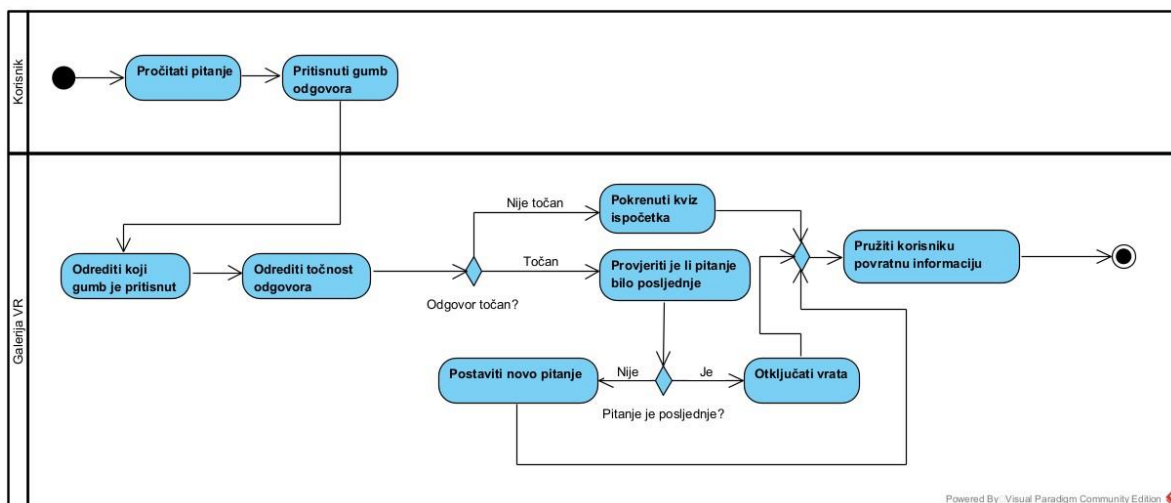 Korisnik
Pročitati pitanje
Pritisnuti gumb
odgovora
Galerija VR
Odrediti koji
gumb je pritisnut
Odrediti točnost
odgovora
Odgovor točan?
Nije točan
Točan
Pokrenuti kviz
ispočetka
Provjeriti je li pitanje
bilo posljednje
Pitanje je posljednje?
Nije
Je
Postaviti novo pitanje
Otključati vrata
Pružiti korisniku
povratnu informaciju
Powered By Visual Paradigm Community Edition